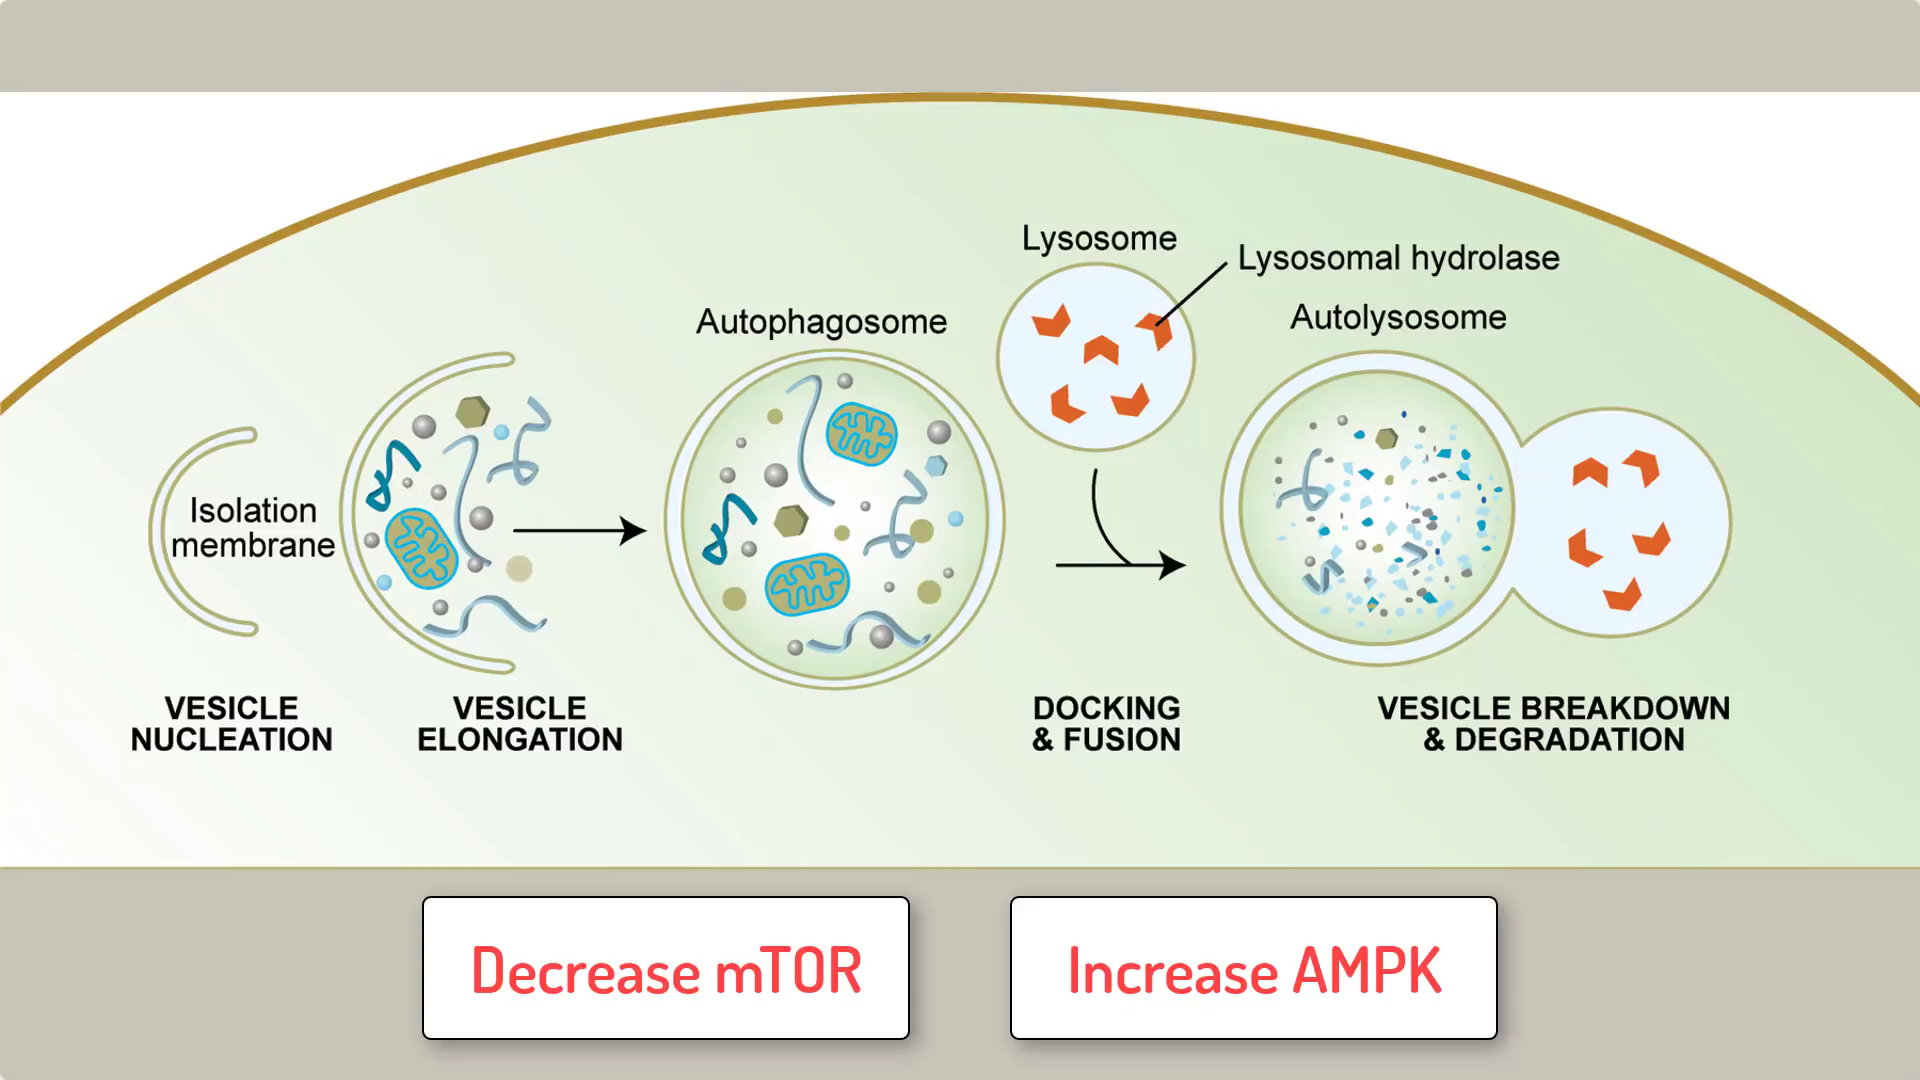 Lysosome
Lysosomal hydrolase
Autophagosome
Autolysosome
Isolation
membrane
VESICLE
NUCLEATION
VESICLE
ELONGATION
DOCKING
& FUSION
VESICLE BREAKDOWN
& DEGRADATION
Decrease mTOR
Increase AMPK